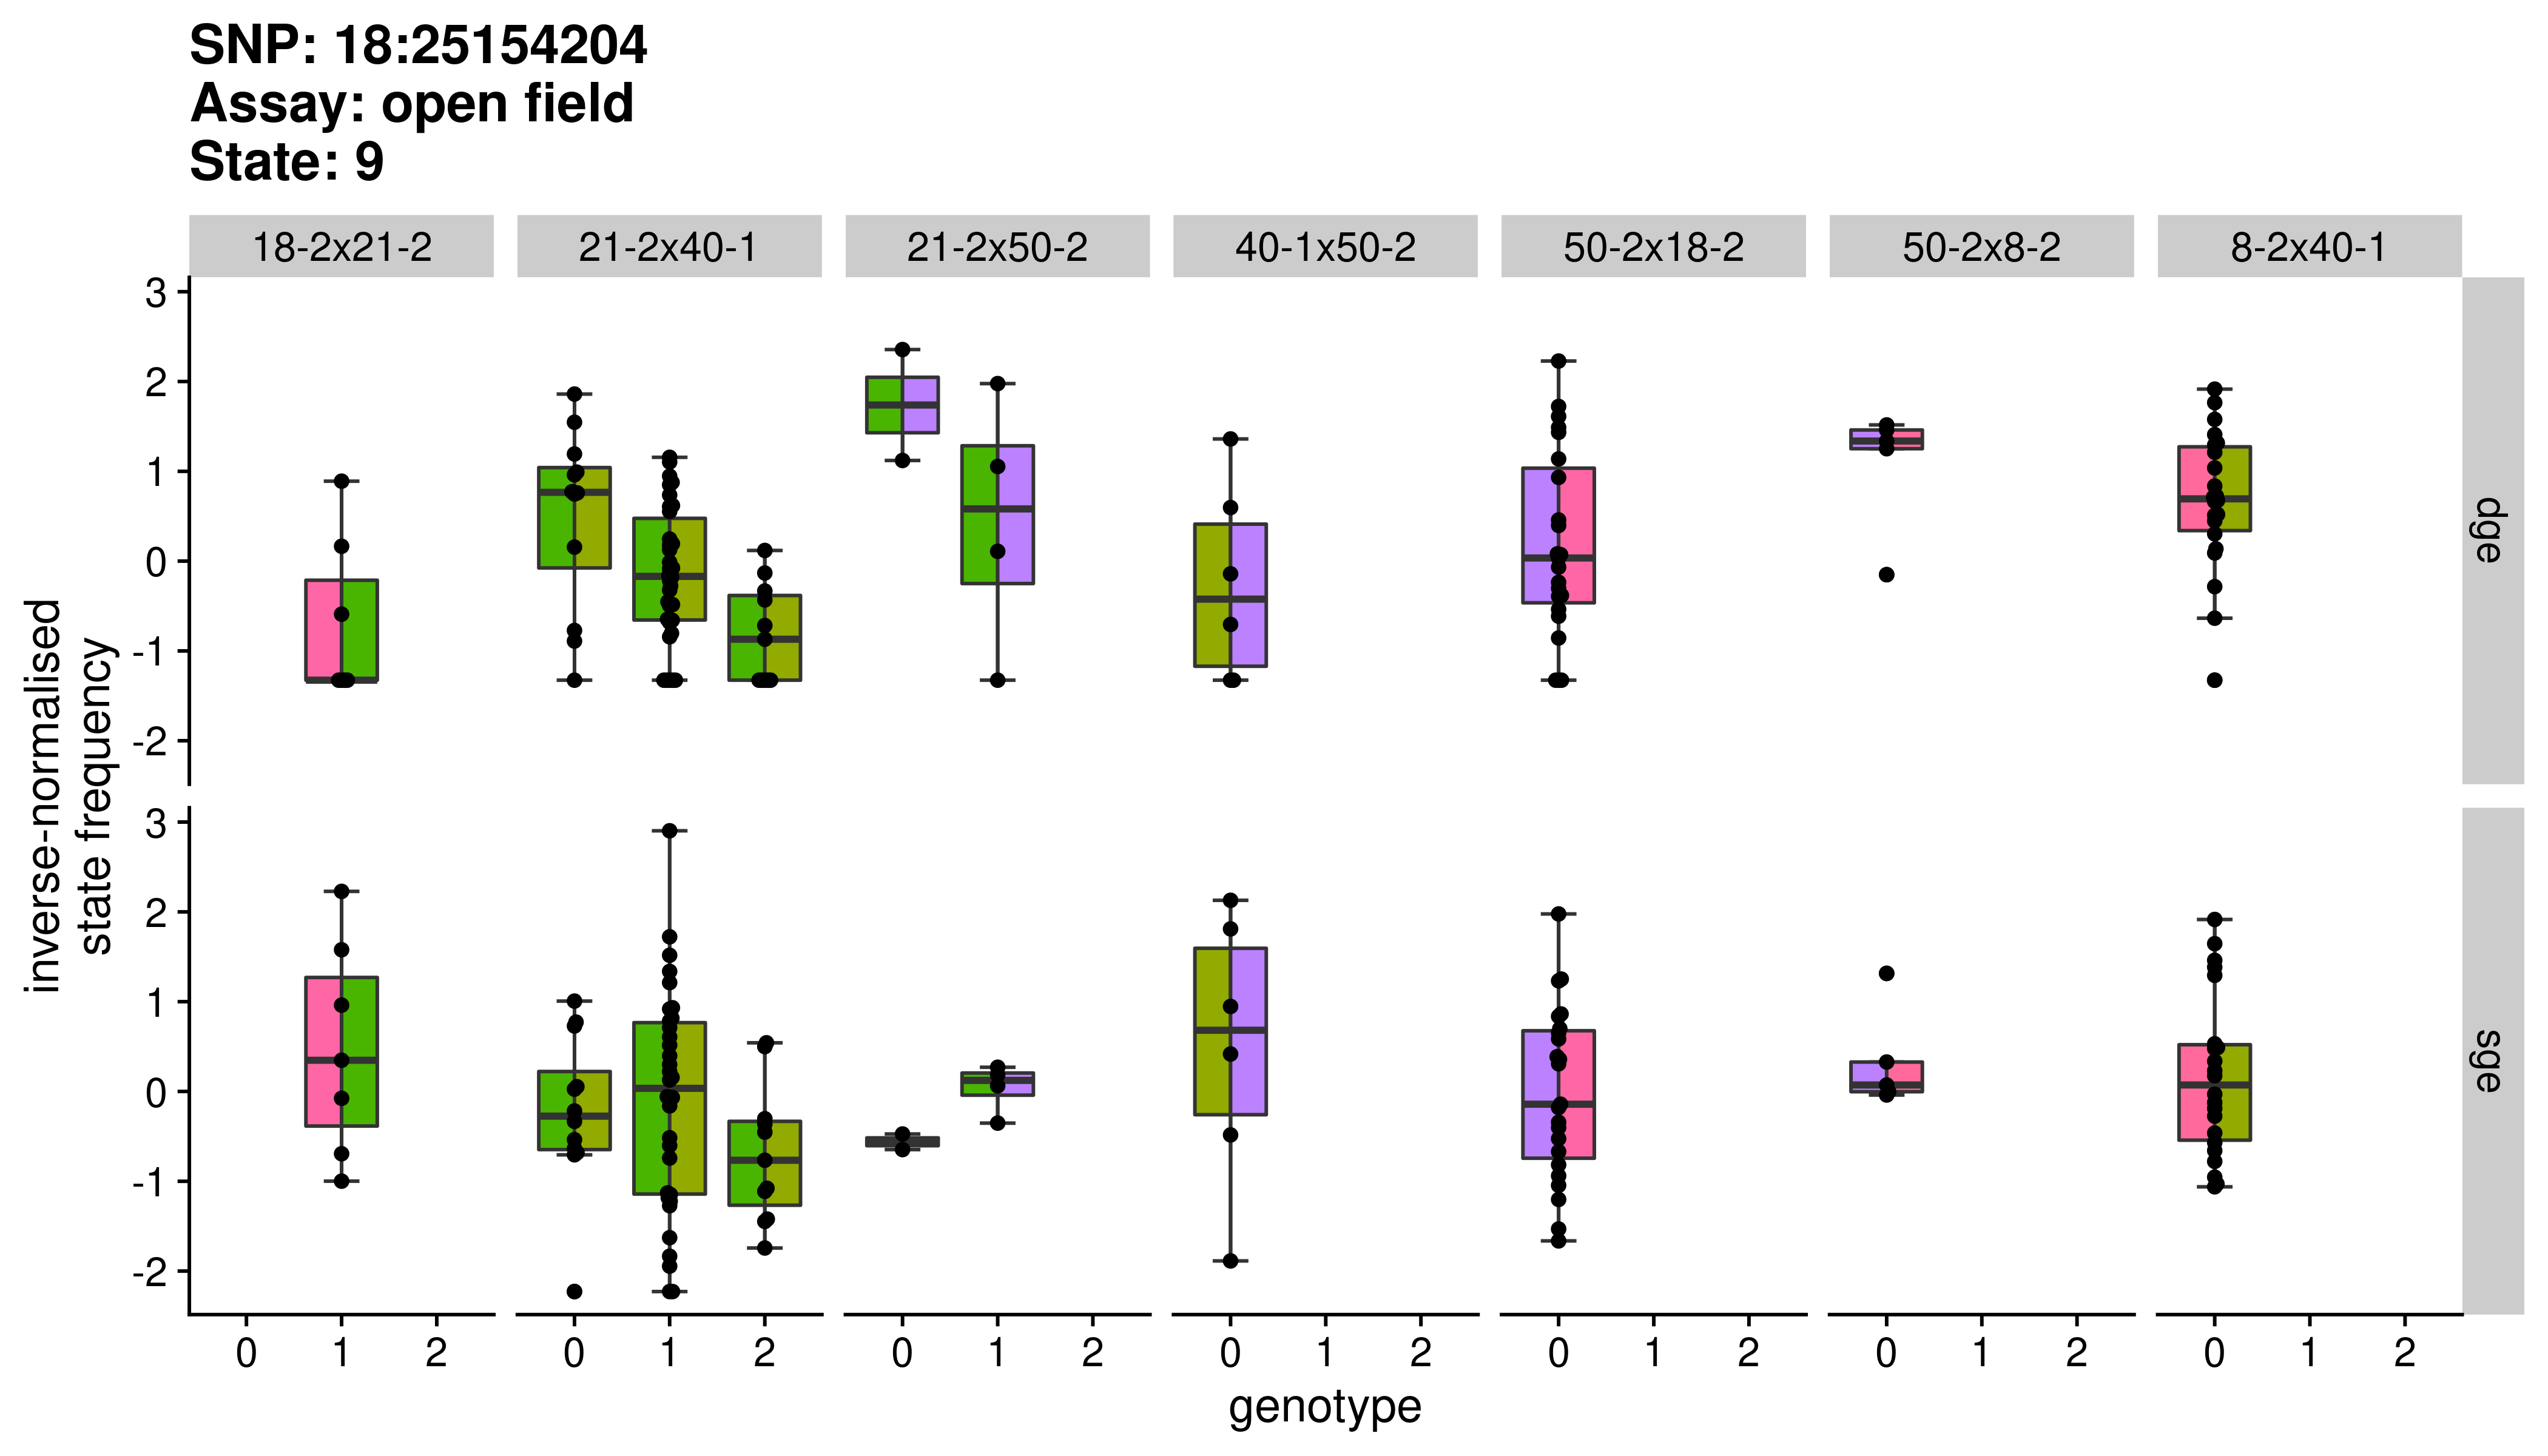 SNP: 18:25154204
Assay: open field
State: 9
18-2x21-2 21-2x40-1 21-2x50-2 40-1x50-2 50-2x18-2 50-2x8-2 8-2x40-1
3
2
1
0
-1
-2
dge
inverse-normalised
state frequency
3
2
1
0
-1
-2
sge
0 1 2 0 1 2 0 1 2 0 1 2 0 1 2 0 1 2 0 1 2
genotype